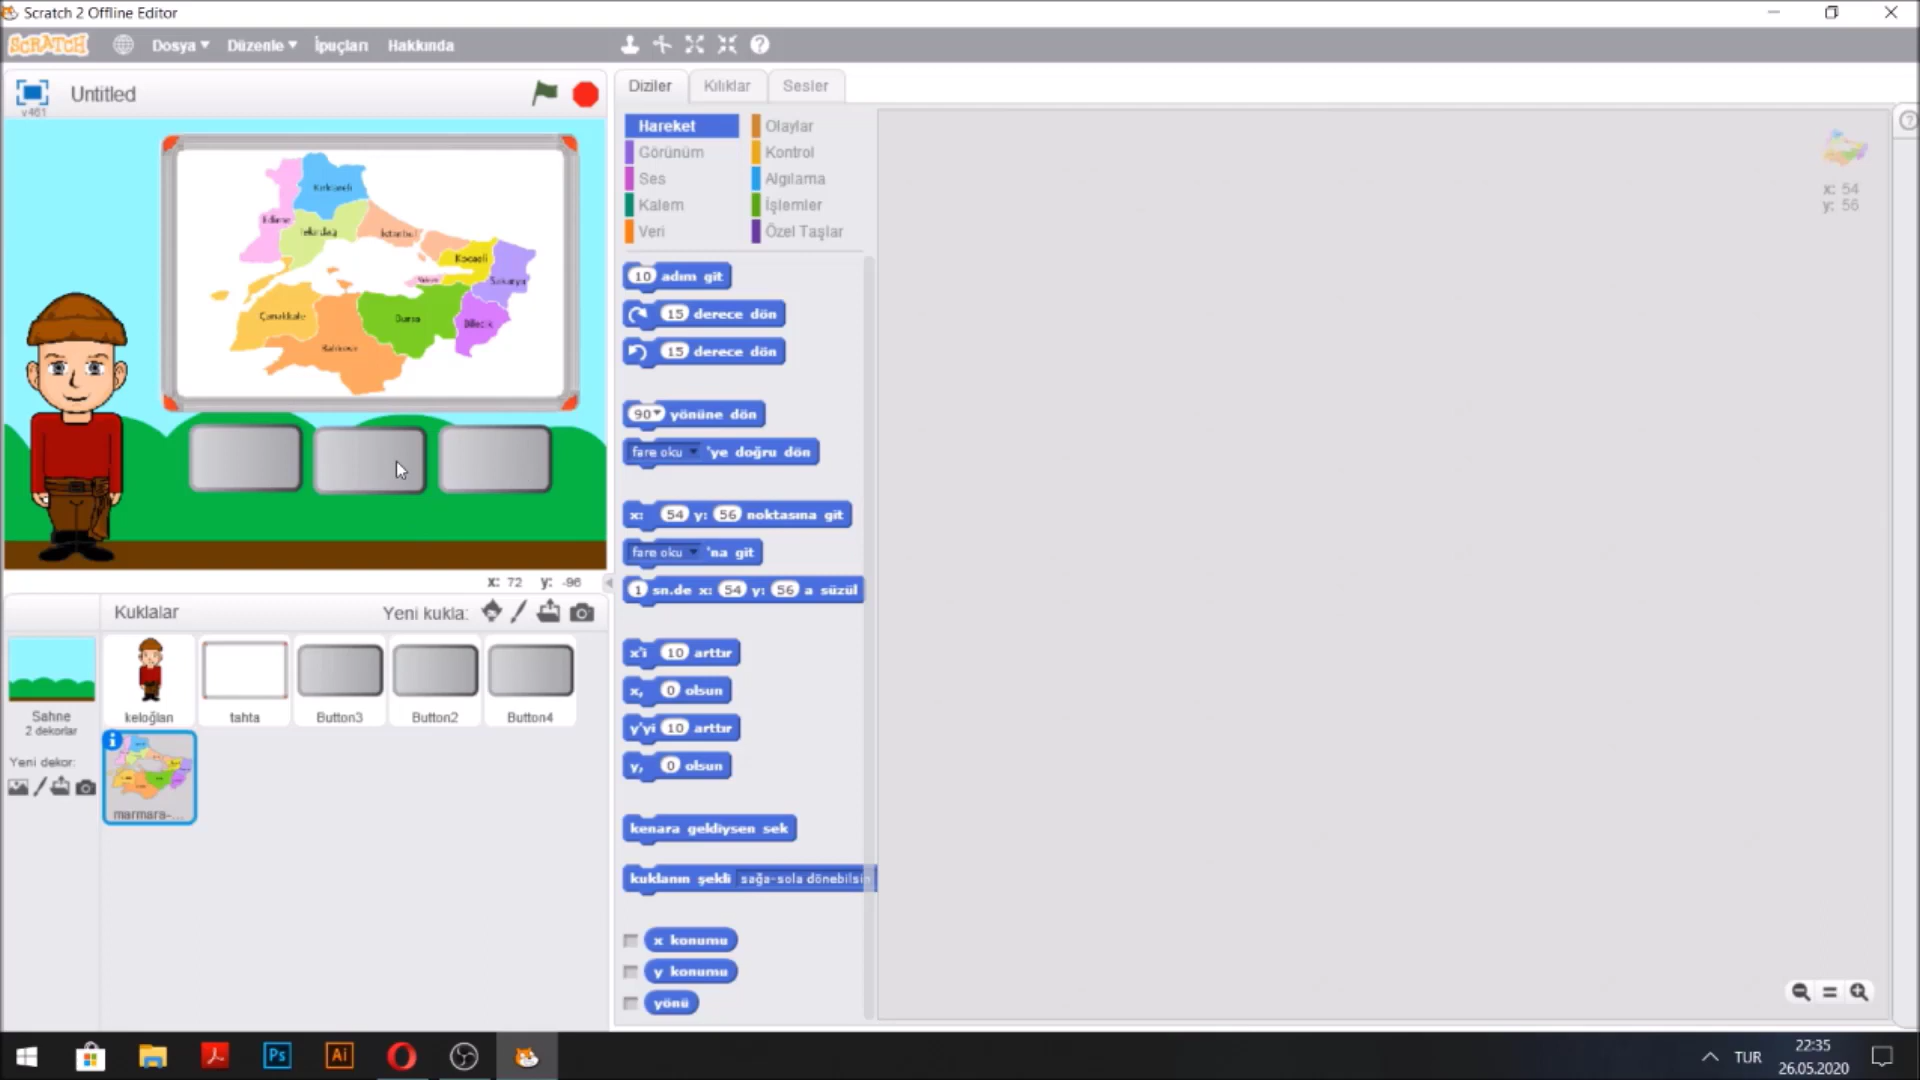 Scratch 2 Offline Editor
SCRATCH
Dosya
Düzenle
İpuçları
Hakkında
v461
Untitled
Diziler
Kılıklar
Sesler
Hareket
Olaylar
Görünüm
Kontrol
Ses
Algılama
Kalem
İşlemler
Veri
Özel Taşlar
x: 54
y: 56
Kırklareli
Edirne
Tekirdağ
İstanbul
Kocaeli
Sakarya
Çanakkale
Bursa
Bilecik
Balıkesir
10 adım git
15 derece dön
15 derece dön
90 yönüne dön
fare oku 'ye doğru dön
x: 54 y: 56 noktasına git
fare oku 'na git
1 sn.de x: 54 y: 56 a süzül
x'i 10 arttır
x, 0 olsun
y'yi 10 arttır
y, 0 olsun
kenara geldiysen sek
kuklanın şekli sağa-sola dönebilsin
x konumu
y konumu
yönü
x: 72 y: -96
Kuklalar
Yeni kukla:
Sahne
2 dekorlar
Yeni dekor:
keloğlan
tahta
Button3
Button2
Button4
marmara-...
Ps
Ai
TUR
22:35
26.05.2020